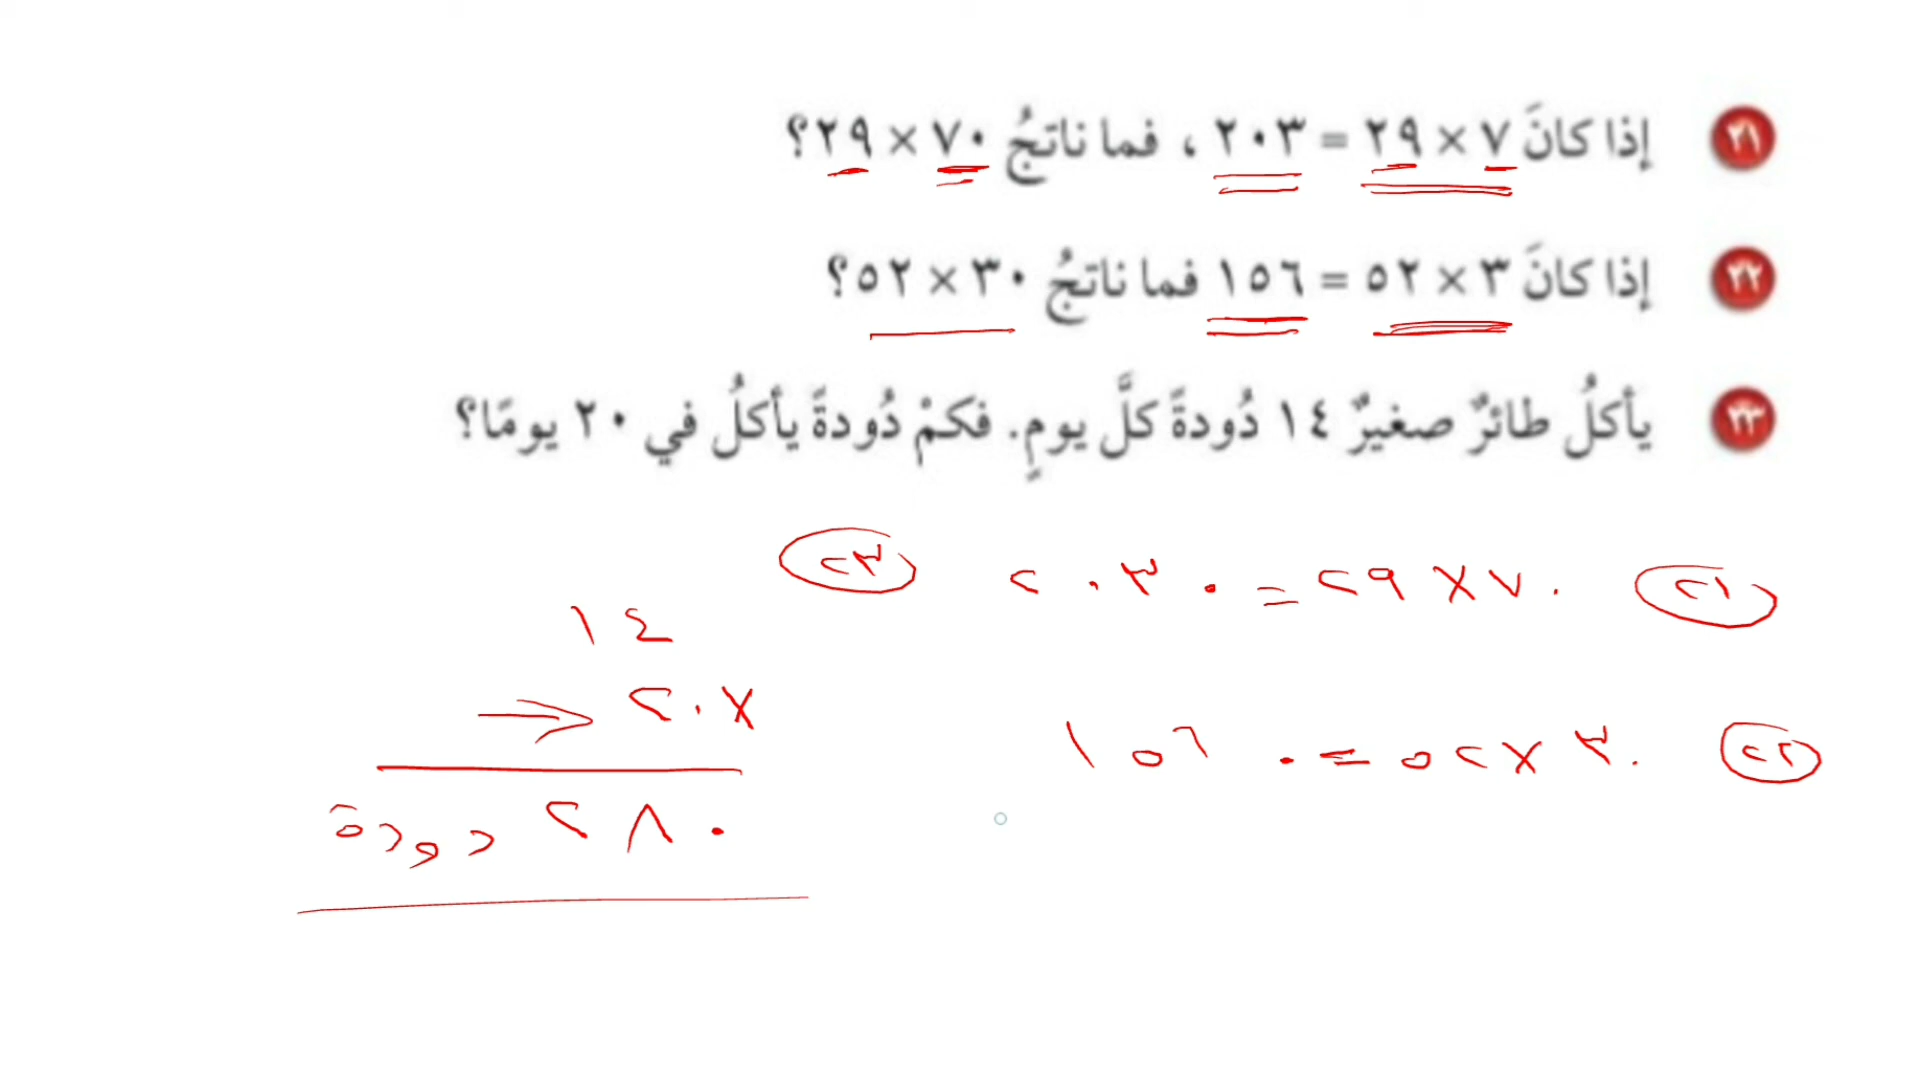 ٢١ إذا كانَ ٧ × ٢٩ = ٢٠٣ ، فما ناتجُ ٧٠ × ٢٩؟
٢٢ إذا كانَ ٣ × ٥٢ = ١٥٦ فما ناتجُ ٣٠ × ٥٢؟
٢٣ يأكلُ طائرٌ صغيرٌ ١٤ دُودةً كلَّ يومٍ. فكمْ دُودةً يأكلُ في ٢٠ يومًا؟
٢١ ٧٠ × ٢٩ = ٢٠٣٠
٢٢ ٣٠ × ٥٢ = ١٥٦٠
٢٣
١٤
× ٢٠
٢٨٠ دودة